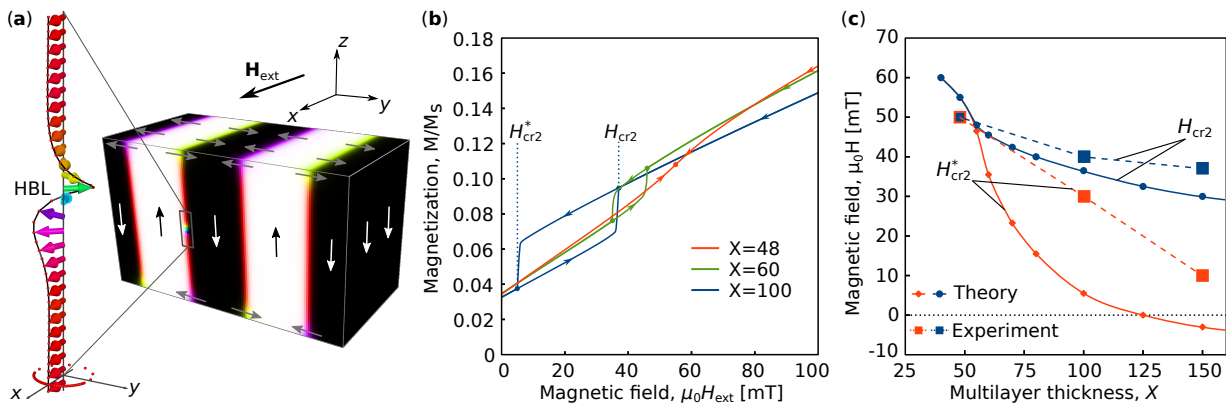 (a)
z
H_ext
x
y
HBL
x
y
(b)
Magnetization, M/M_S
0.18
0.16
0.14
0.12
0.10
0.08
0.06
0.04
0.02
0
H*_cr2
H_cr2
X=48
X=60
X=100
0 20 40 60 80 100
Magnetic field, μ₀H_ext [mT]
(c)
Magnetic field, μ₀H [mT]
70
60
50
40
30
20
10
0
-10
H_cr2
H*_cr2
Theory
Experiment
25 50 75 100 125 150
Multilayer thickness, X